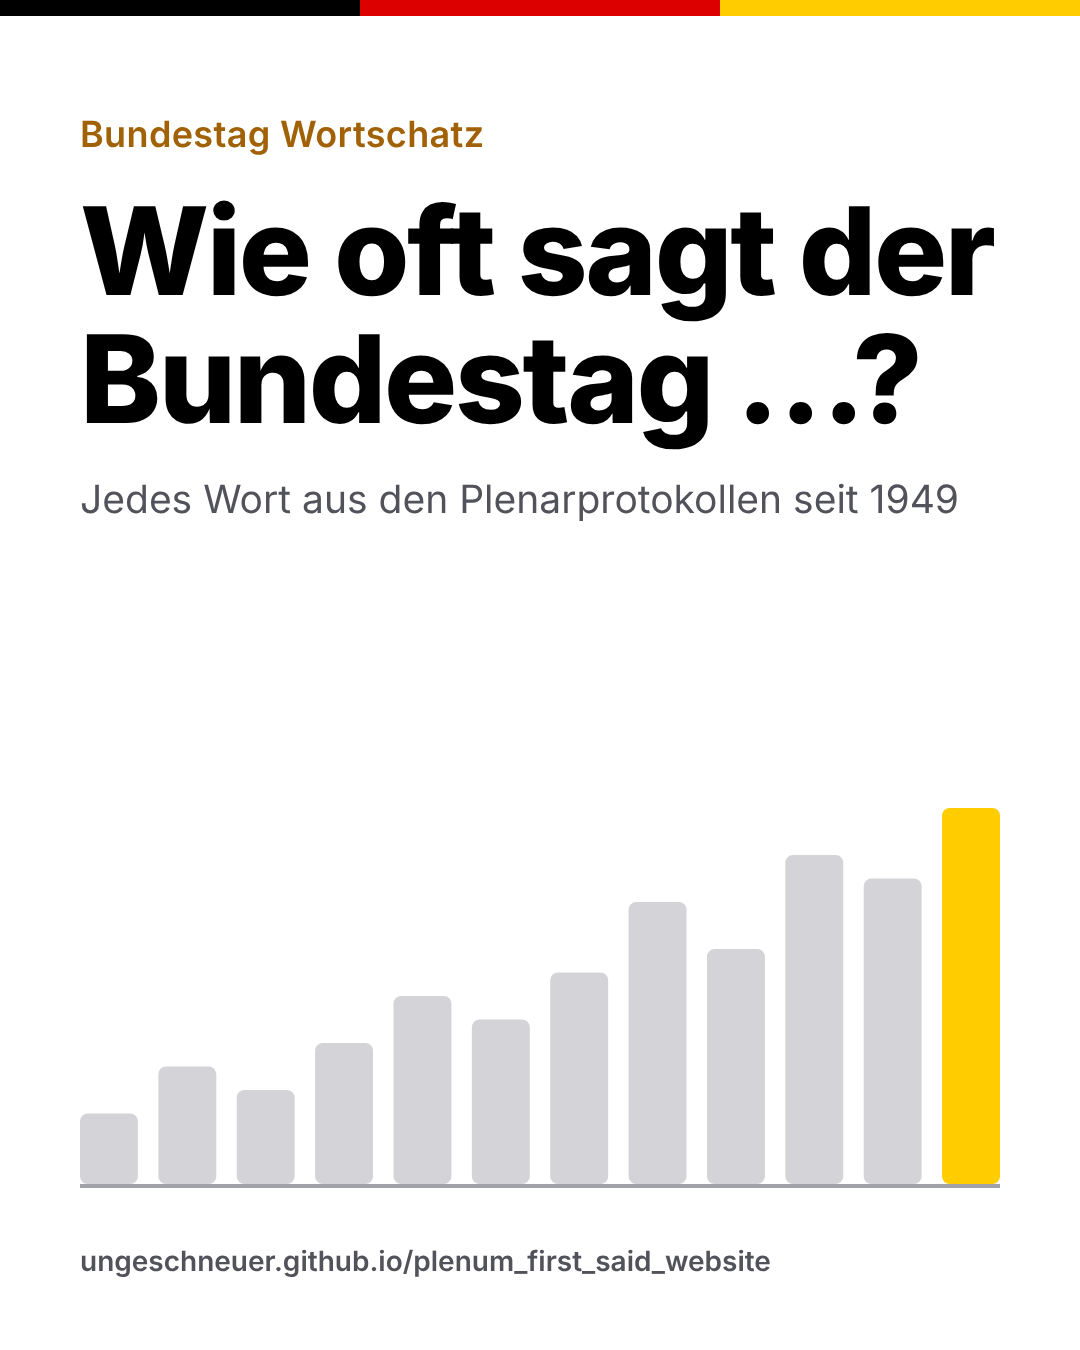 Bundestag Wortschatz
Wie oft sagt der
Bundestag …?
Jedes Wort aus den Plenarprotokollen seit 1949
ungeschneuer.github.io/plenum_first_said_website